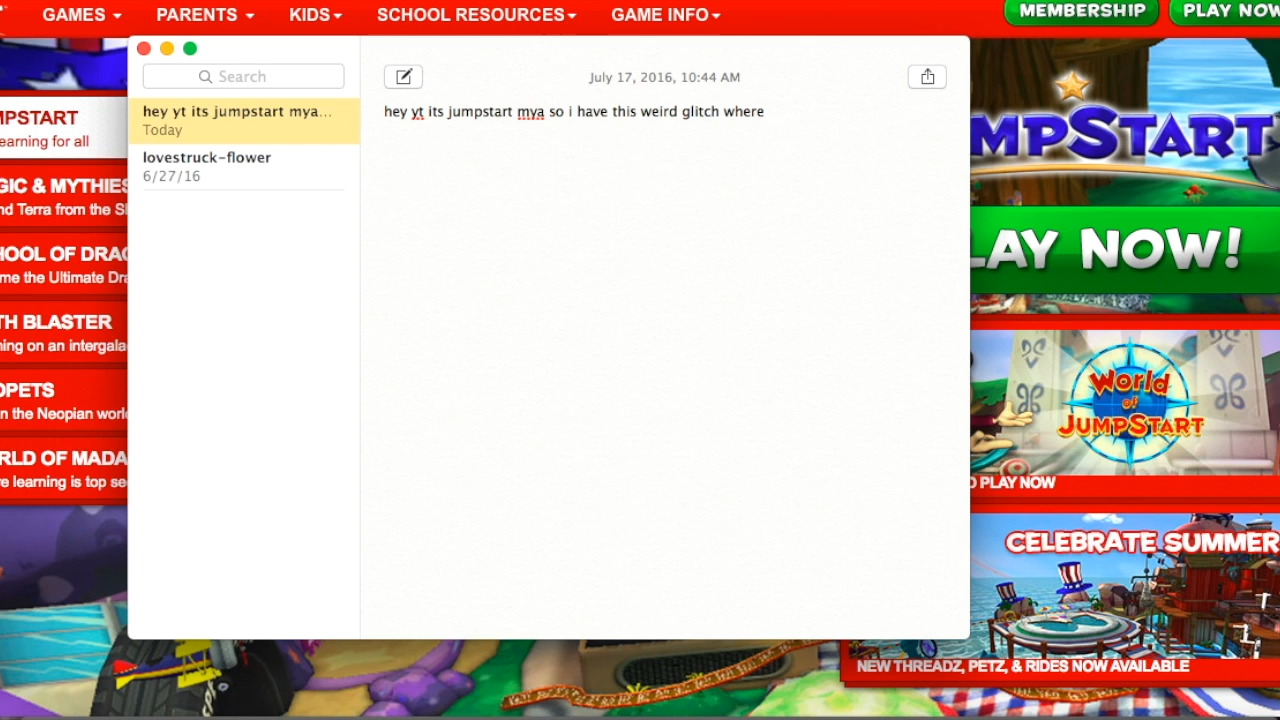 GAMES
PARENTS
KIDS
SCHOOL RESOURCES
GAME INFO
MEMBERSHIP
PLAY NOW
Search
July 17, 2016, 10:44 AM
hey yt its jumpstart mya...
Today
lovestruck-flower
6/27/16
hey yt its jumpstart mya so i have this weird glitch where
MPSTART
earning for all
GIC & MYTHIES
nd Terra from the S
HOOL OF DRAG
me the Ultimate Dra
TH BLASTER
ning on an intergala
OPETS
n the Neopian world
RLD OF MADA
e learning is top se
MPSTART
LAY NOW!
World
of
JUMPSTART
D PLAY NOW
CELEBRATE SUMMER
NEW THREADZ, PETZ, & RIDES NOW AVAILABLE